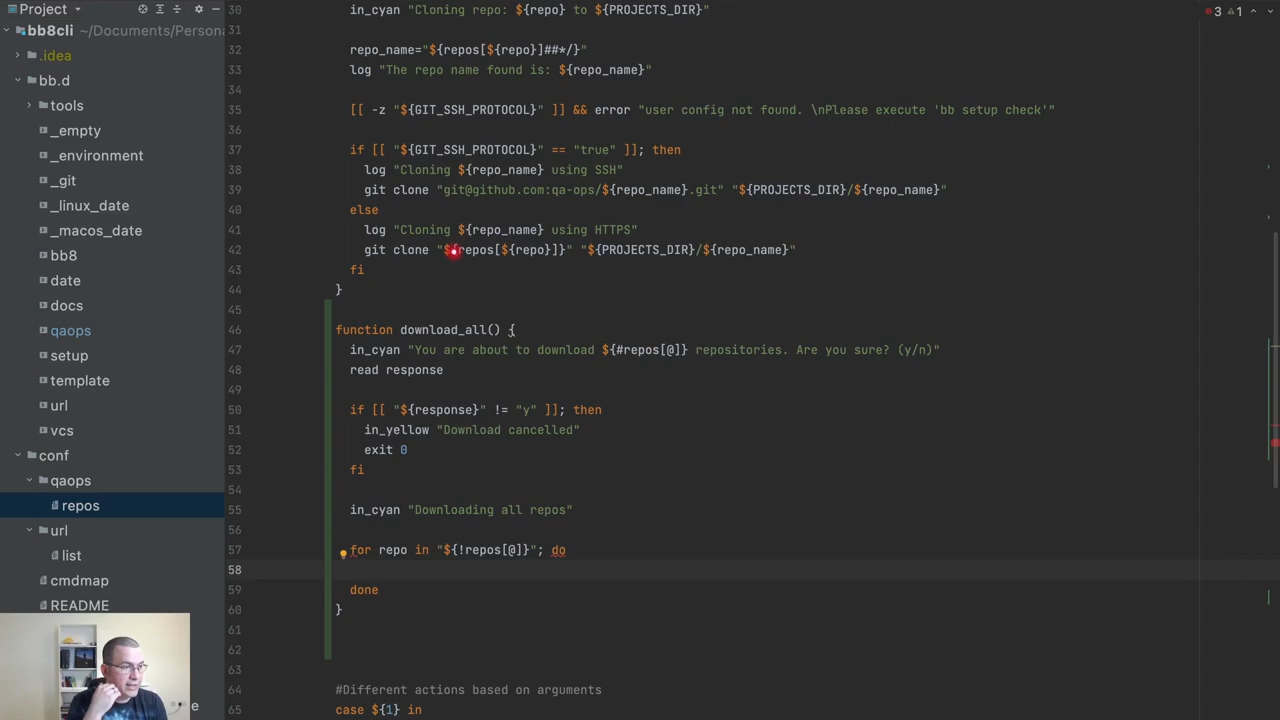 Project
bb8cli ~/Documents/Persona
.idea
bb.d
tools
_empty
_environment
_git
_linux_date
_macos_date
bb8
date
docs
qaops
setup
template
url
vcs
conf
qaops
repos
url
list
cmdmap
README
e
3 1
30 in_cyan "Cloning repo: ${repo} to ${PROJECTS_DIR}"
31
32 repo_name="${repos[${repo}]##*/}"
33 log "The repo name found is: ${repo_name}"
34
35 [[ -z "${GIT_SSH_PROTOCOL}" ]] && error "user config not found. \nPlease execute 'bb setup check'"
36
37 if [[ "${GIT_SSH_PROTOCOL}" == "true" ]]; then
38 log "Cloning ${repo_name} using SSH"
39 git clone "git@github.com:qa-ops/${repo_name}.git" "${PROJECTS_DIR}/${repo_name}"
40 else
41 log "Cloning ${repo_name} using HTTPS"
42 git clone "${repos[${repo}]}" "${PROJECTS_DIR}/${repo_name}"
43 fi
44 }
45
46 function download_all() {
47 in_cyan "You are about to download ${#repos[@]} repositories. Are you sure? (y/n)"
48 read response
49
50 if [[ "${response}" != "y" ]]; then
51 in_yellow "Download cancelled"
52 exit 0
53 fi
54
55 in_cyan "Downloading all repos"
56
57 for repo in "${!repos[@]}"; do
58
59 done
60 }
61
62
63
64 #Different actions based on arguments
65 case ${1} in